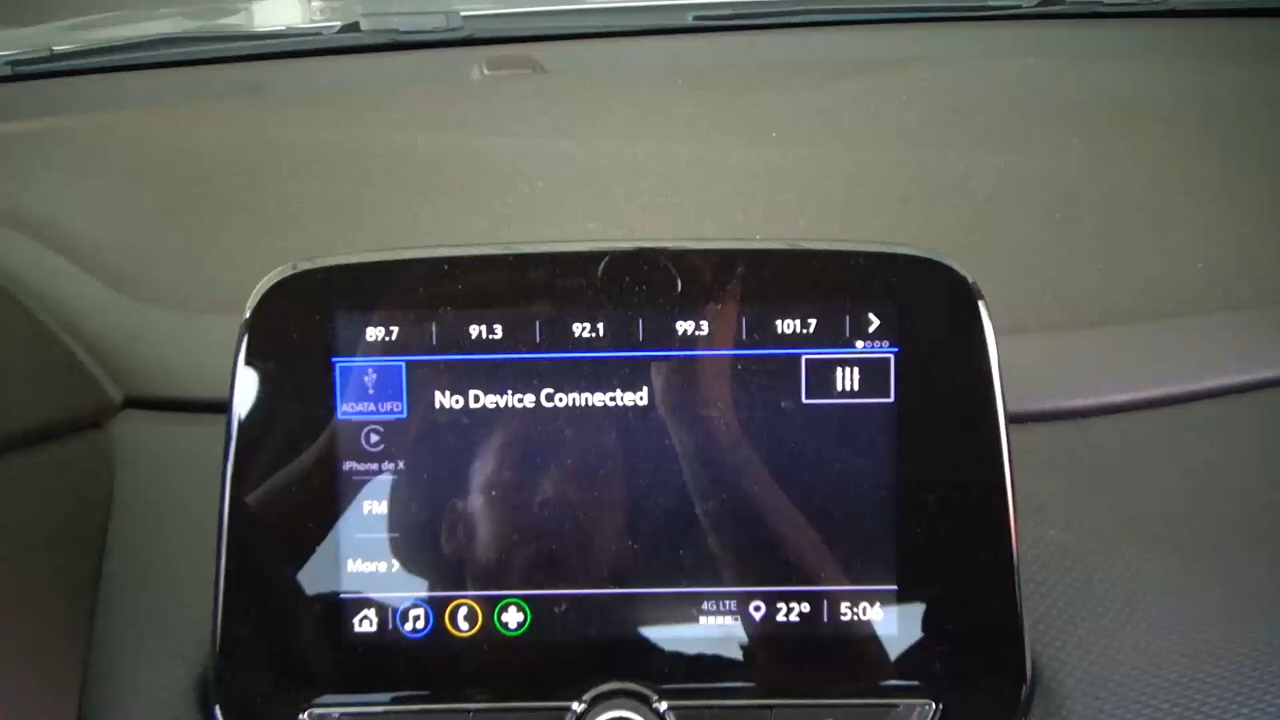 89.7 91.3 92.1 99.3 101.7
ADATA UFD
No Device Connected
iPhone de X
FM
More
4G LTE 22° 5:06